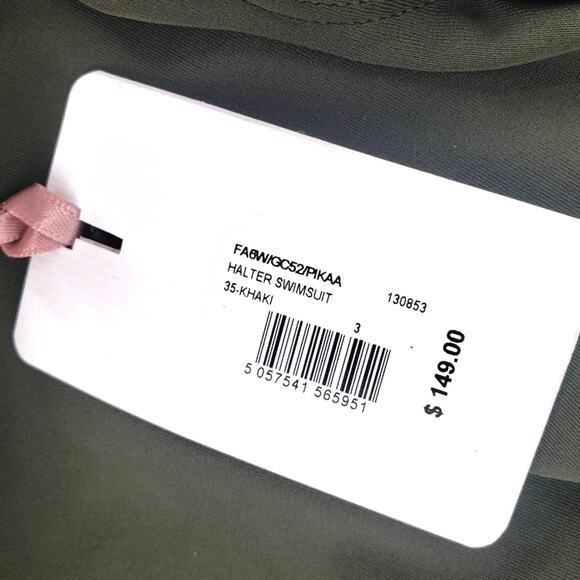 FA6W/GC52/PIKAA
HALTER SWIMSUIT 130853
35-KHAKI
3
5 057541 565951
$ 149.00